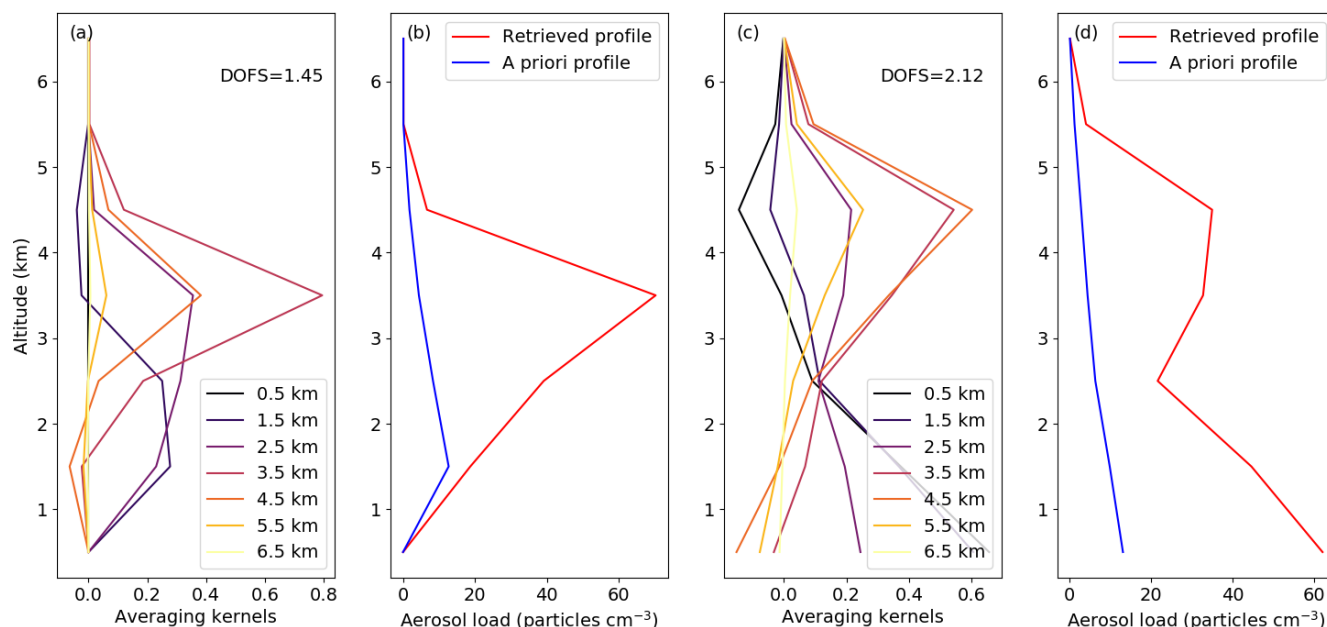 (a)
DOFS=1.45
6
5
4
3
2
1
Altitude (km)
0.5 km
1.5 km
2.5 km
3.5 km
4.5 km
5.5 km
6.5 km
0.0 0.2 0.4 0.6 0.8
Averaging kernels
(b)
Retrieved profile
A priori profile
6
5
4
3
2
1
0 20 40 60
Aerosol load (particles cm⁻³)
(c)
DOFS=2.12
6
5
4
3
2
1
0.5 km
1.5 km
2.5 km
3.5 km
4.5 km
5.5 km
6.5 km
0.0 0.2 0.4 0.6
Averaging kernels
(d)
Retrieved profile
A priori profile
6
5
4
3
2
1
0 20 40 60
Aerosol load (particles cm⁻³)